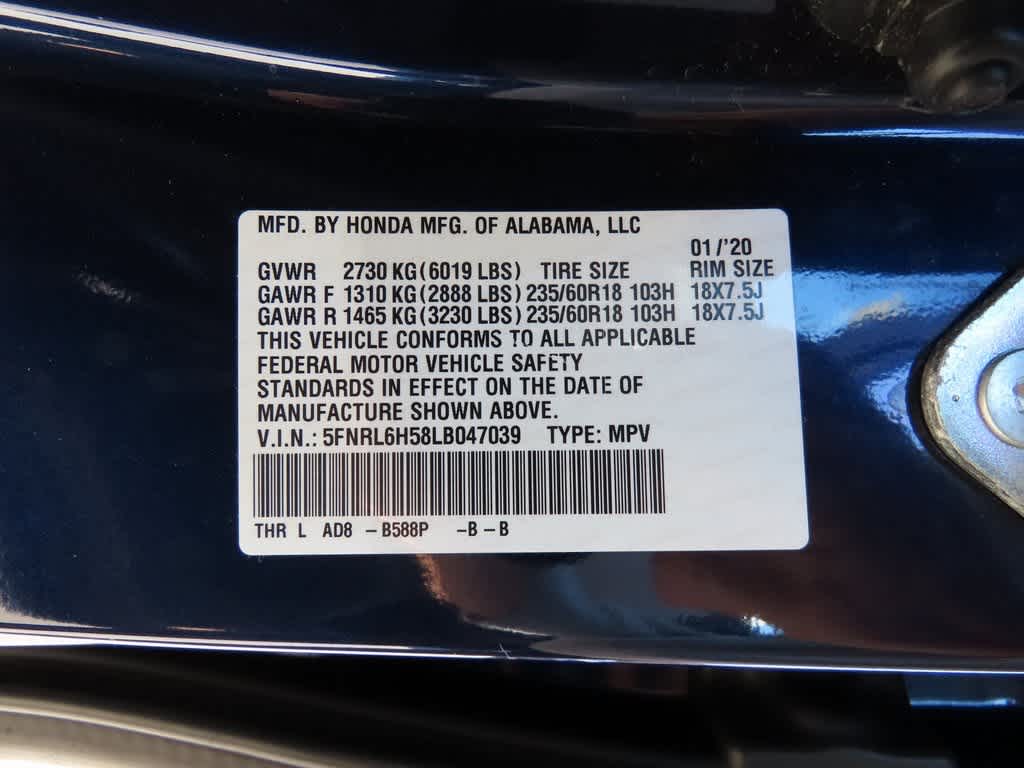 MFD. BY HONDA MFG. OF ALABAMA, LLC
01/'20
GVWR 2730 KG(6019 LBS) TIRE SIZE RIM SIZE
GAWR F 1310 KG(2888 LBS) 235/60R18 103H 18X7.5J
GAWR R 1465 KG(3230 LBS) 235/60R18 103H 18X7.5J
THIS VEHICLE CONFORMS TO ALL APPLICABLE
FEDERAL MOTOR VEHICLE SAFETY
STANDARDS IN EFFECT ON THE DATE OF
MANUFACTURE SHOWN ABOVE.
V.I.N.: 5FNRL6H58LB047039 TYPE: MPV
THR L AD8 -B588P -B-B